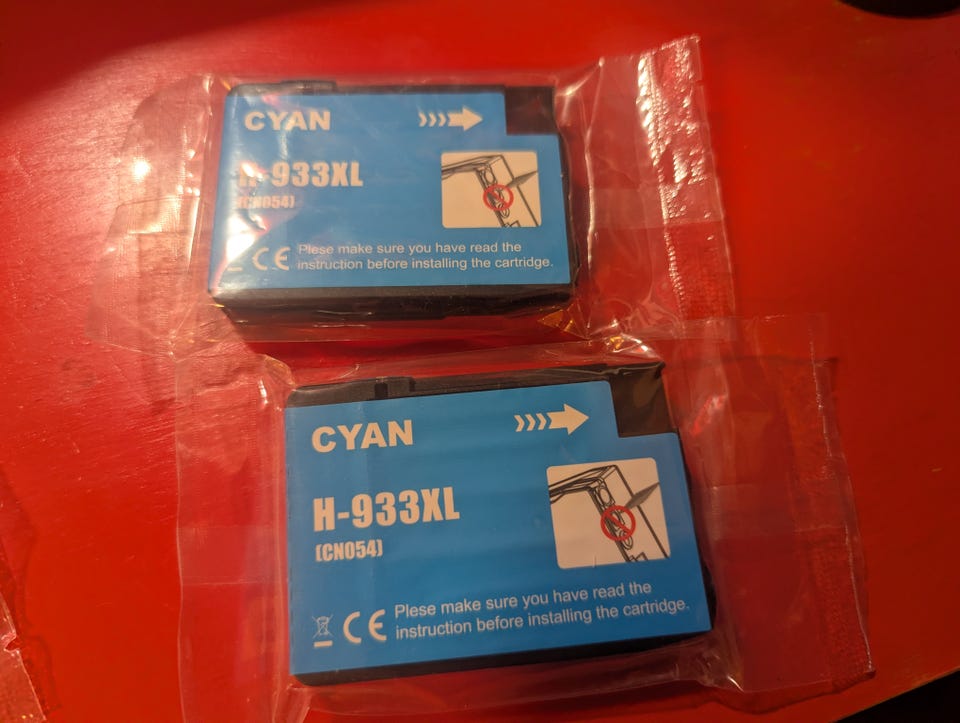 CYAN
H-933XL
(CN054)
CE Plese make sure you have read the
instruction before installing the cartridge.
CYAN
H-933XL
(CN054)
CE Plese make sure you have read the
instruction before installing the cartridge.